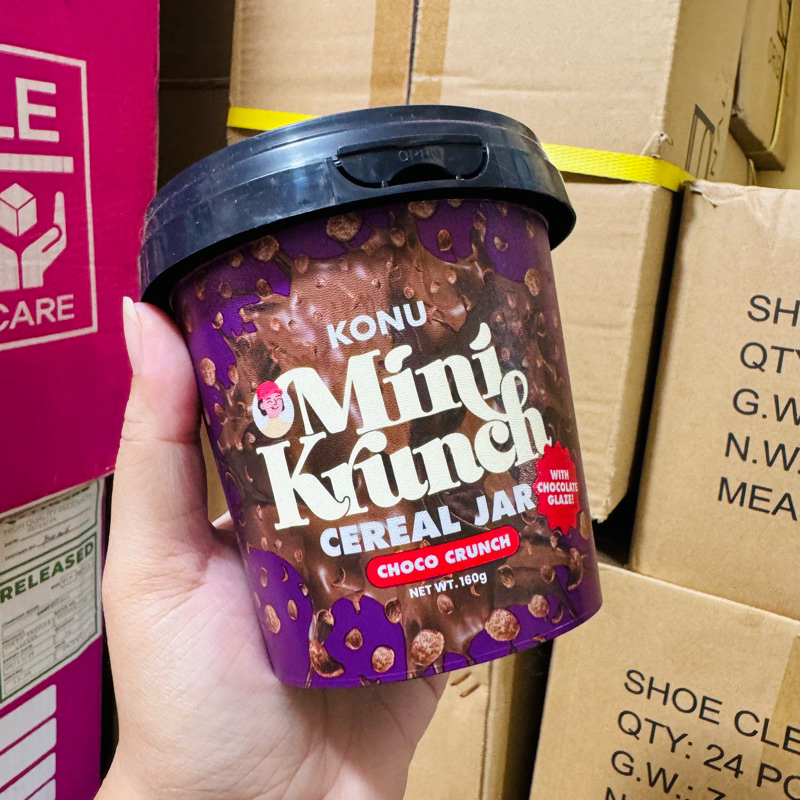 OPEN
KONU
Mini
Krunch
CEREAL JAR
WITH
CHOCOLATE
GLAZE!
CHOCO CRUNCH
NET WT. 160g
LE
CARE
RELEASED
SH
QTY
G.W
N.W.
MEA
SHOE CLE
QTY: 24 PC
G.W.: 7